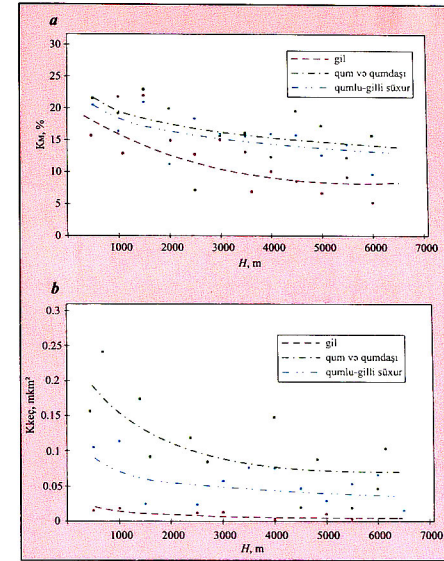 a
30
25
20
15
10
5
0
Kм, %
gil
qum və qumdaşı
qumlu-gilli süxur
1000 2000 3000 4000 5000 6000 7000
H, m
b
0.3
0.25
0.2
0.15
0.1
0.05
0
Kkeç, mkm²
gil
qum və qumdaşı
qumlu-gilli süxur
0 1000 2000 3000 4000 5000 6000 7000
H, m